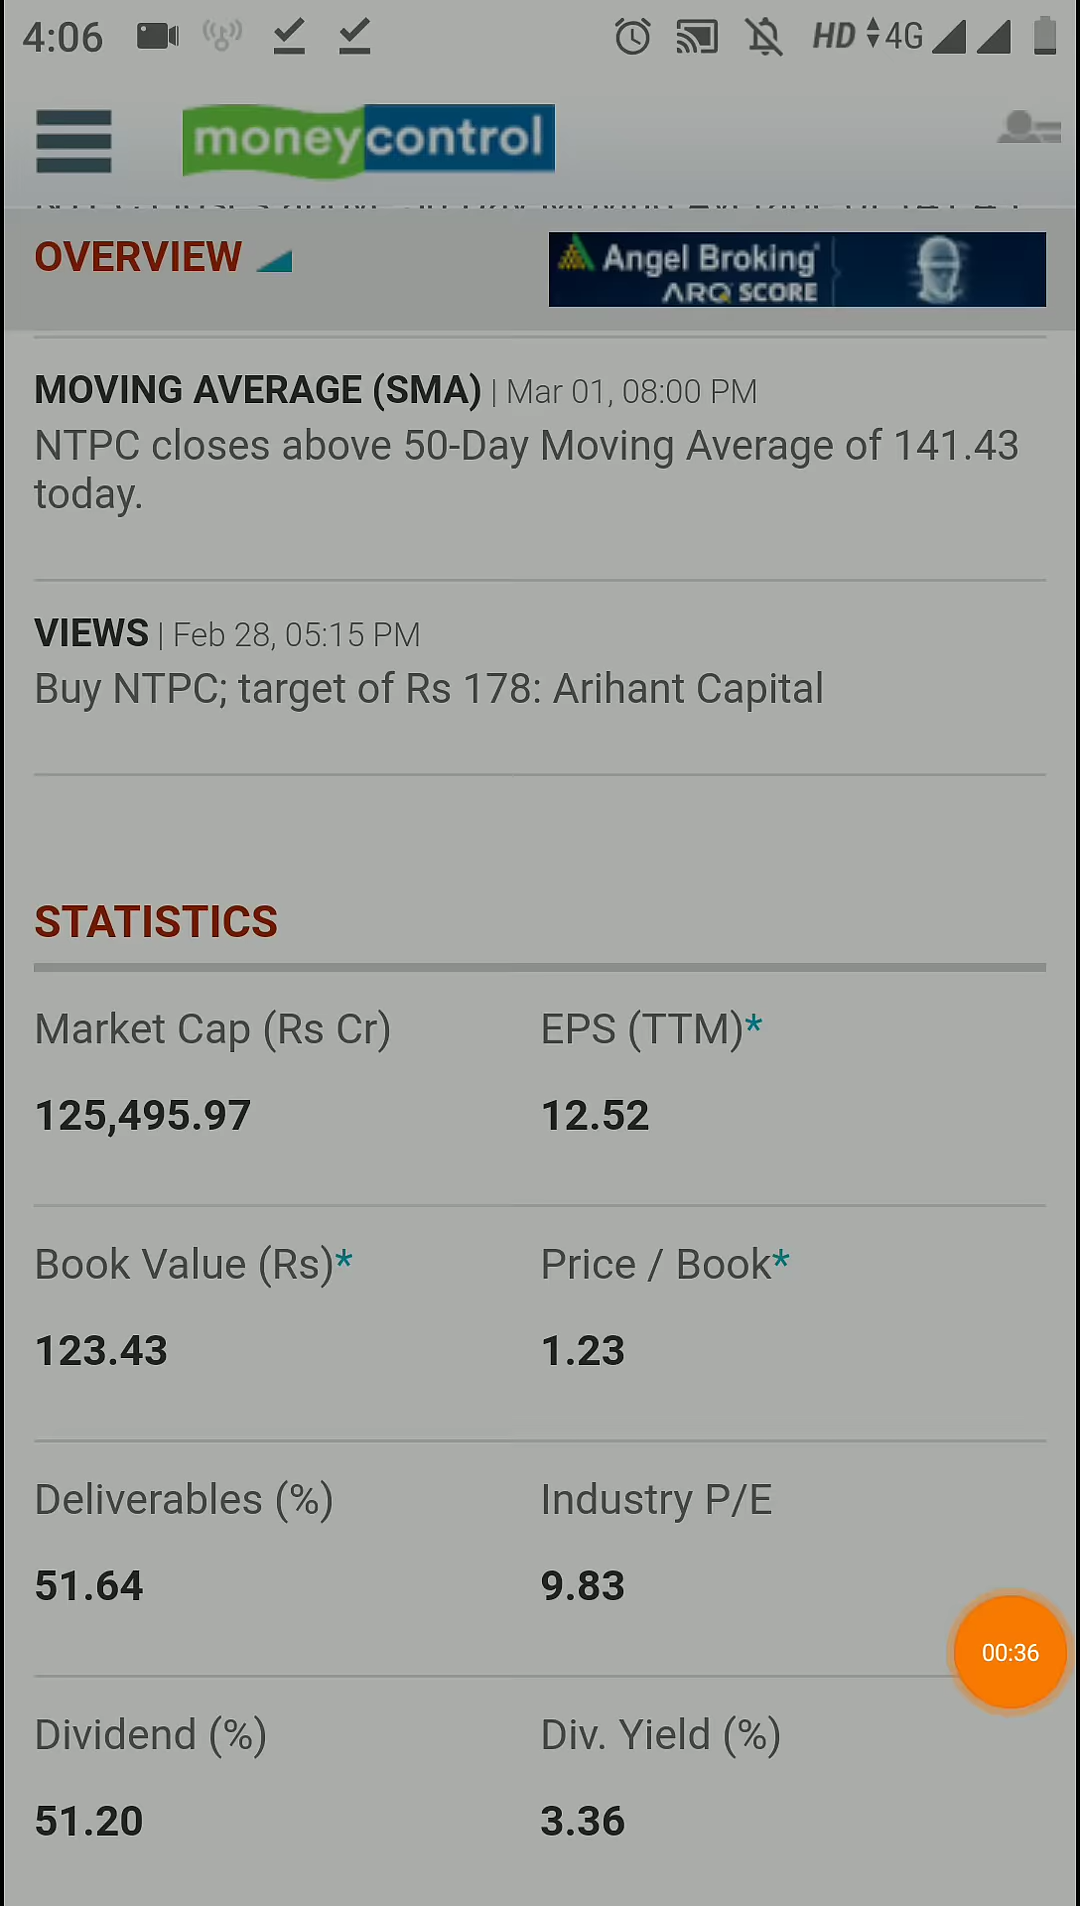 4:06
HD 4G
moneycontrol
OVERVIEW
Angel Broking
ARQ SCORE
MOVING AVERAGE (SMA) | Mar 01, 08:00 PM
NTPC closes above 50-Day Moving Average of 141.43
today.
VIEWS | Feb 28, 05:15 PM
Buy NTPC; target of Rs 178: Arihant Capital
STATISTICS
Market Cap (Rs Cr) EPS (TTM)*
125,495.97 12.52
Book Value (Rs)* Price / Book*
123.43 1.23
Deliverables (%) Industry P/E
51.64 9.83
00:36
Dividend (%) Div. Yield (%)
51.20 3.36